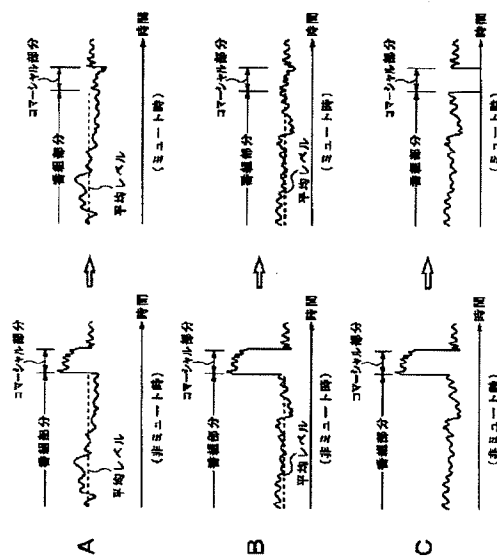 A
番組部分
コマーシャル部分
平均レベル
時間
(非ミュート時)
番組部分
コマーシャル部分
平均レベル
時間
(ミュート時)
B
番組部分
コマーシャル部分
平均レベル
時間
(非ミュート時)
番組部分
コマーシャル部分
平均レベル
時間
(ミュート時)
C
番組部分
コマーシャル部分
時間
(非ミュート時)
番組部分
コマーシャル部分
時間
(ミュート時)